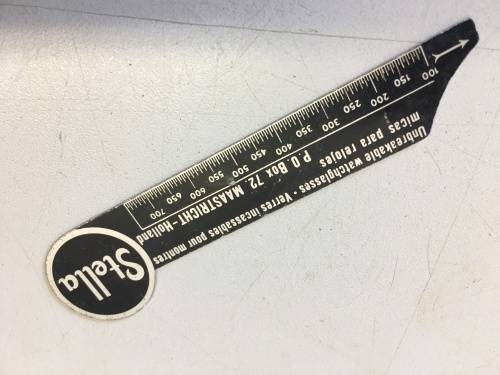 Stella
700 650 600 550 500 450 400 350 300 250 200 150 100
P.O. Box 72. MAASTRICHT-Holland
Unbreakable watchglasses - Verres incassables pour montres
micas para relojes